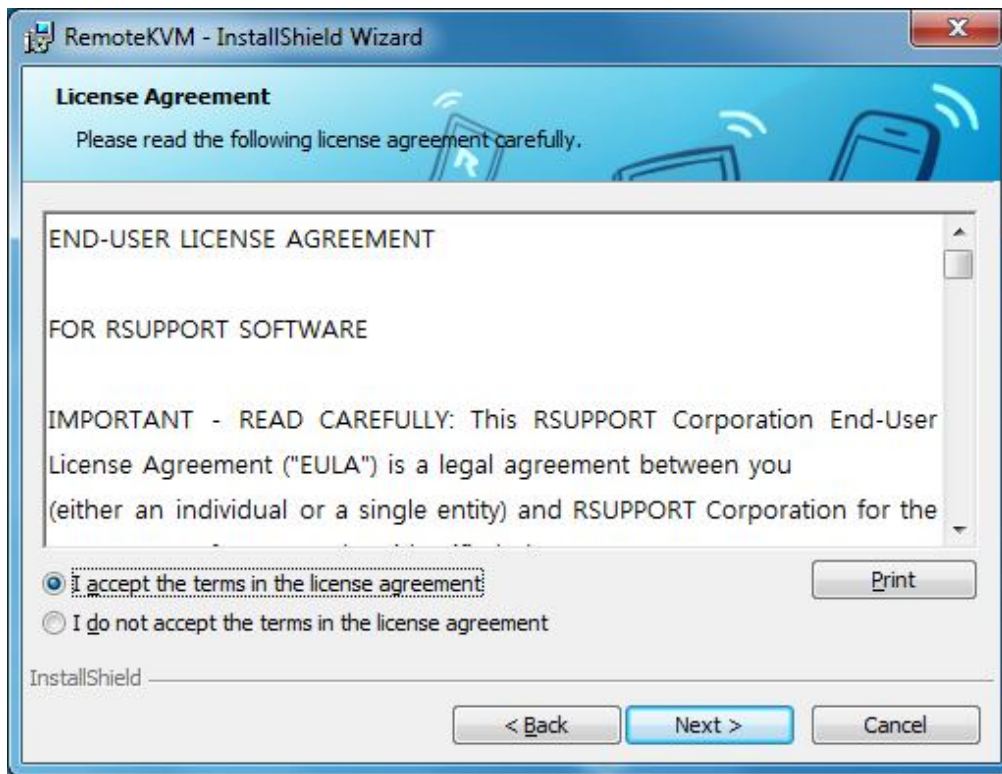 RemoteKVM - InstallShield Wizard
License Agreement
Please read the following license agreement carefully.
END-USER LICENSE AGREEMENT
FOR RSUPPORT SOFTWARE
IMPORTANT - READ CAREFULLY: This RSUPPORT Corporation End-User
License Agreement ("EULA") is a legal agreement between you
(either an individual or a single entity) and RSUPPORT Corporation for the
I accept the terms in the license agreement
Print
I do not accept the terms in the license agreement
InstallShield
< Back
Next >
Cancel